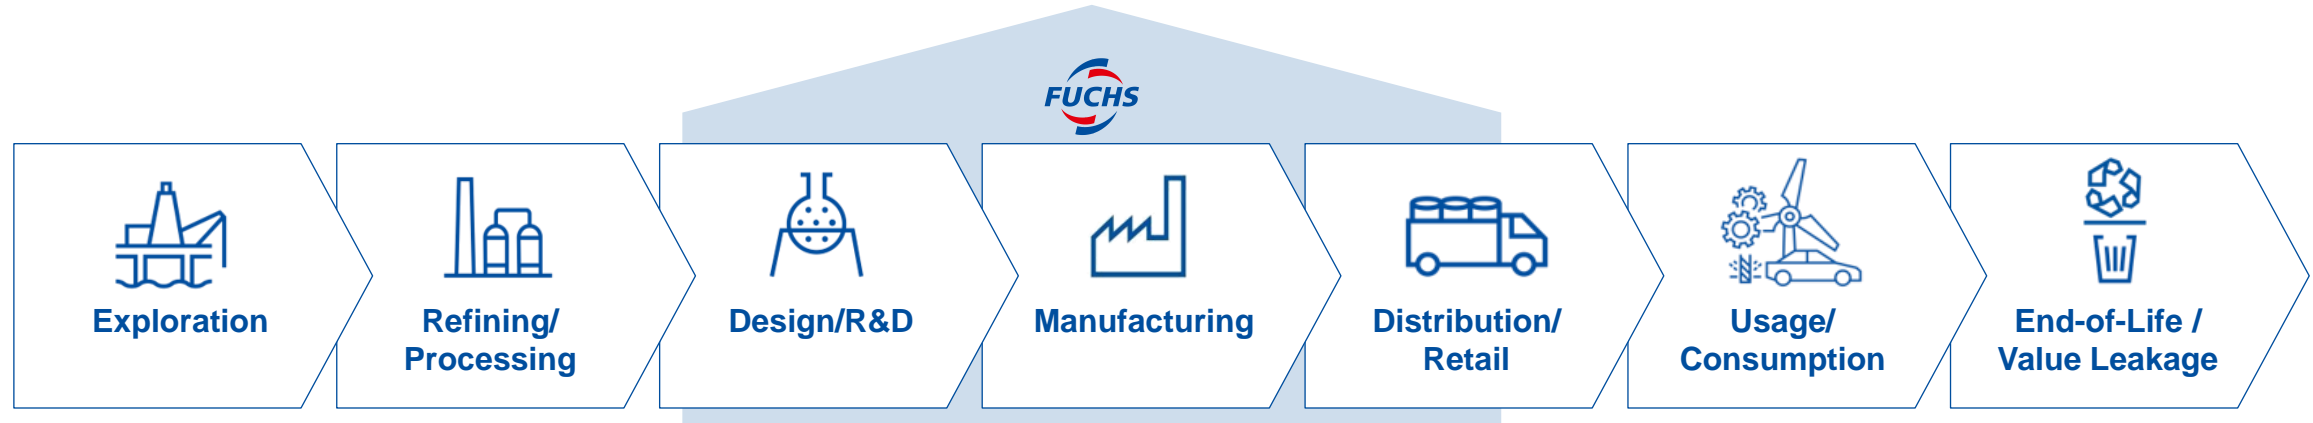 FUCHS
Exploration
Refining/
Processing
Design/R&D
Manufacturing
Distribution/
Retail
Usage/
Consumption
End-of-Life /
Value Leakage